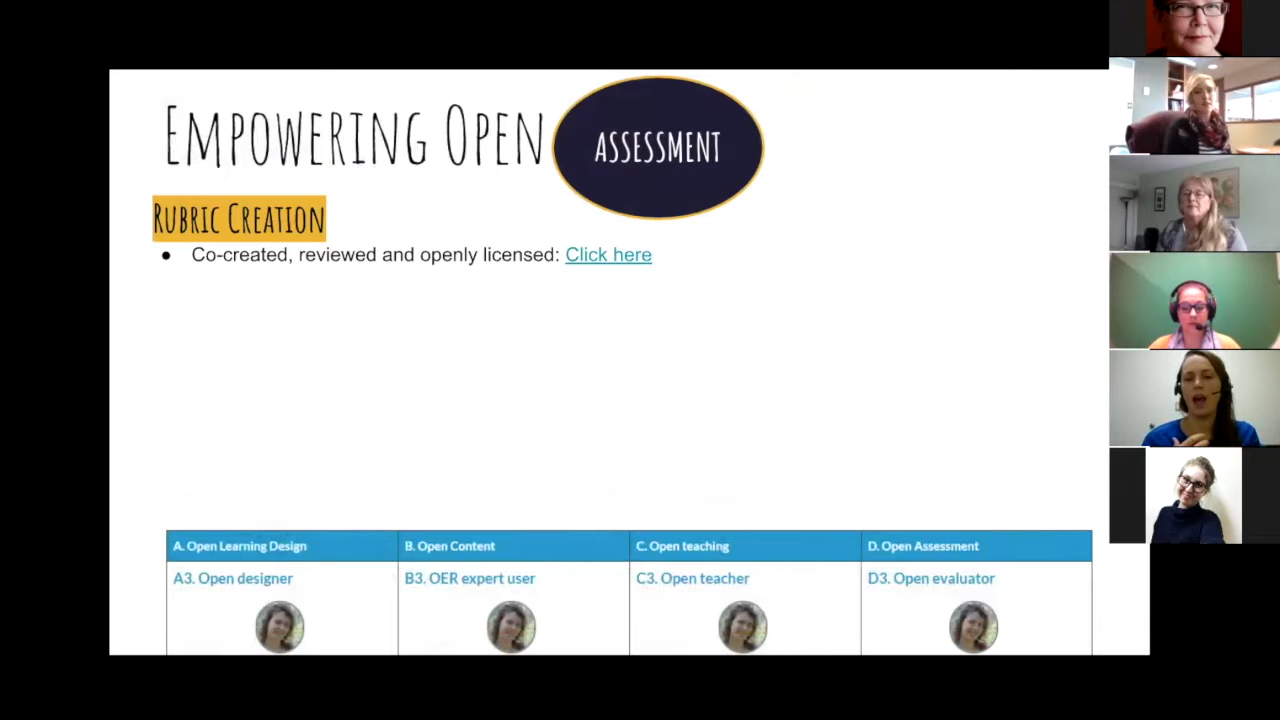 EMPOWERING OPEN
ASSESSMENT
RUBRIC CREATION
● Co-created, reviewed and openly licensed: Click here
A. Open Learning Design
B. Open Content
C. Open teaching
D. Open Assessment
A3. Open designer
B3. OER expert user
C3. Open teacher
D3. Open evaluator